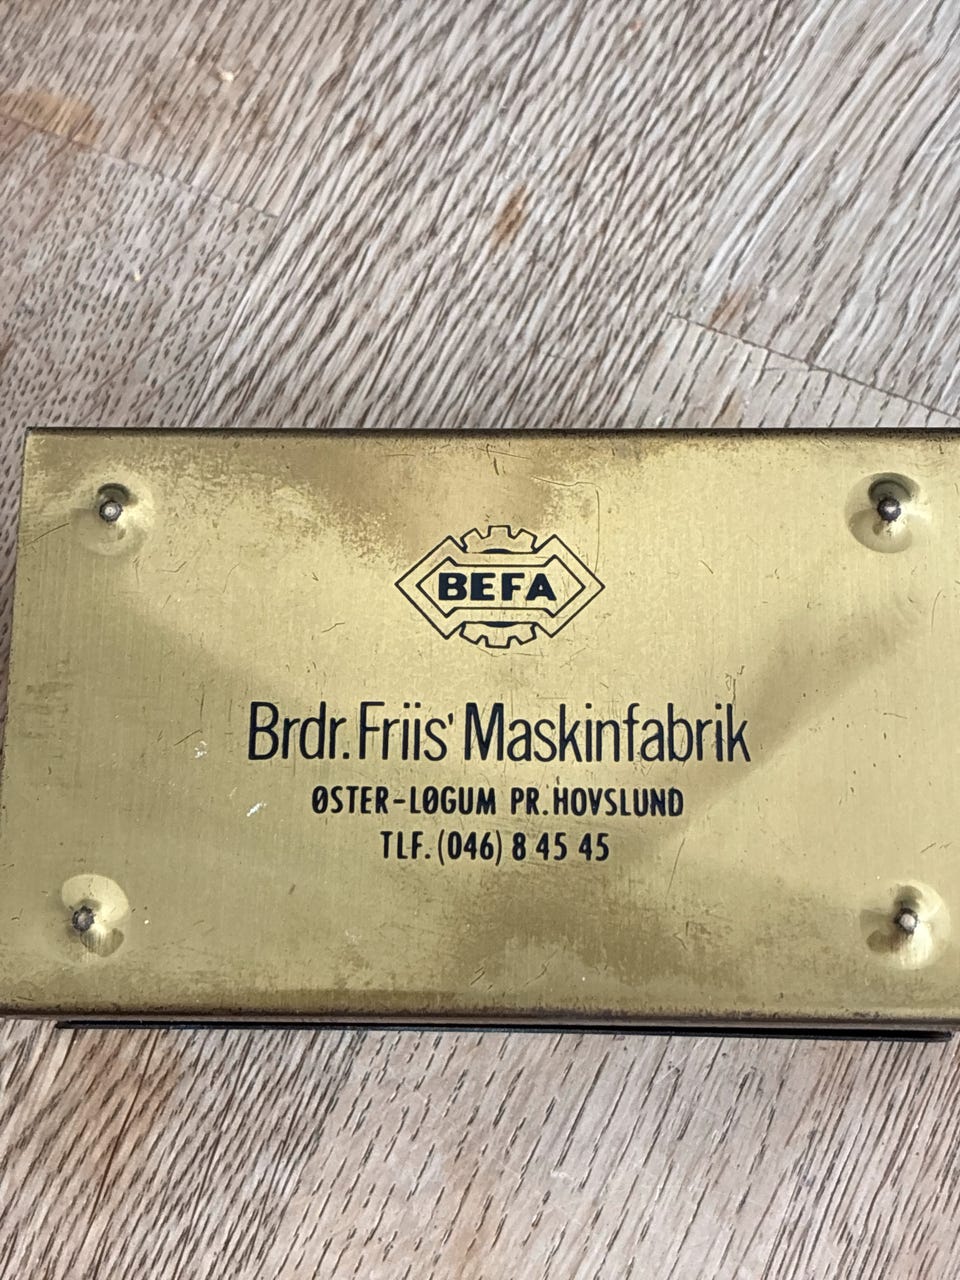 BEFA
Brdr. Friis' Maskinfabrik
ØSTER-LØGUM PR. HOVSLUND
TLF. (046) 8 45 45